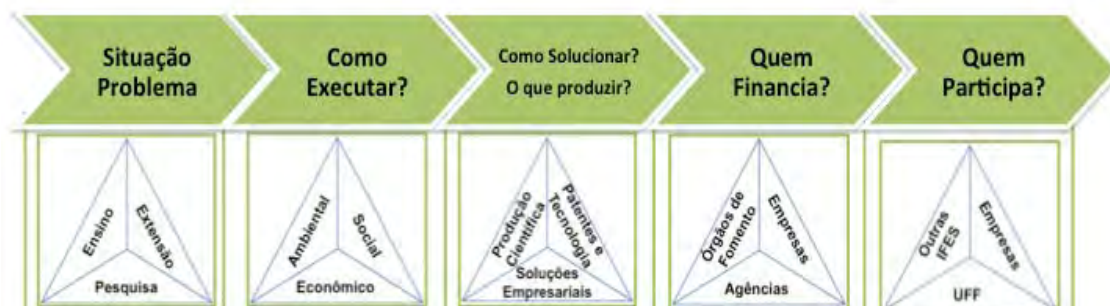 Situação
Problema
Como
Executar?
Como Solucionar?
O que produzir?
Quem
Financia?
Quem
Participa?
Ensino
Extensão
Pesquisa
Ambiental
Social
Econômico
Produção
Científica
Patentes e
Tecnologia
Soluções
Empresariais
Órgãos de
Fomento
Empresas
Agências
Outras
IFES
Empresas
UFF